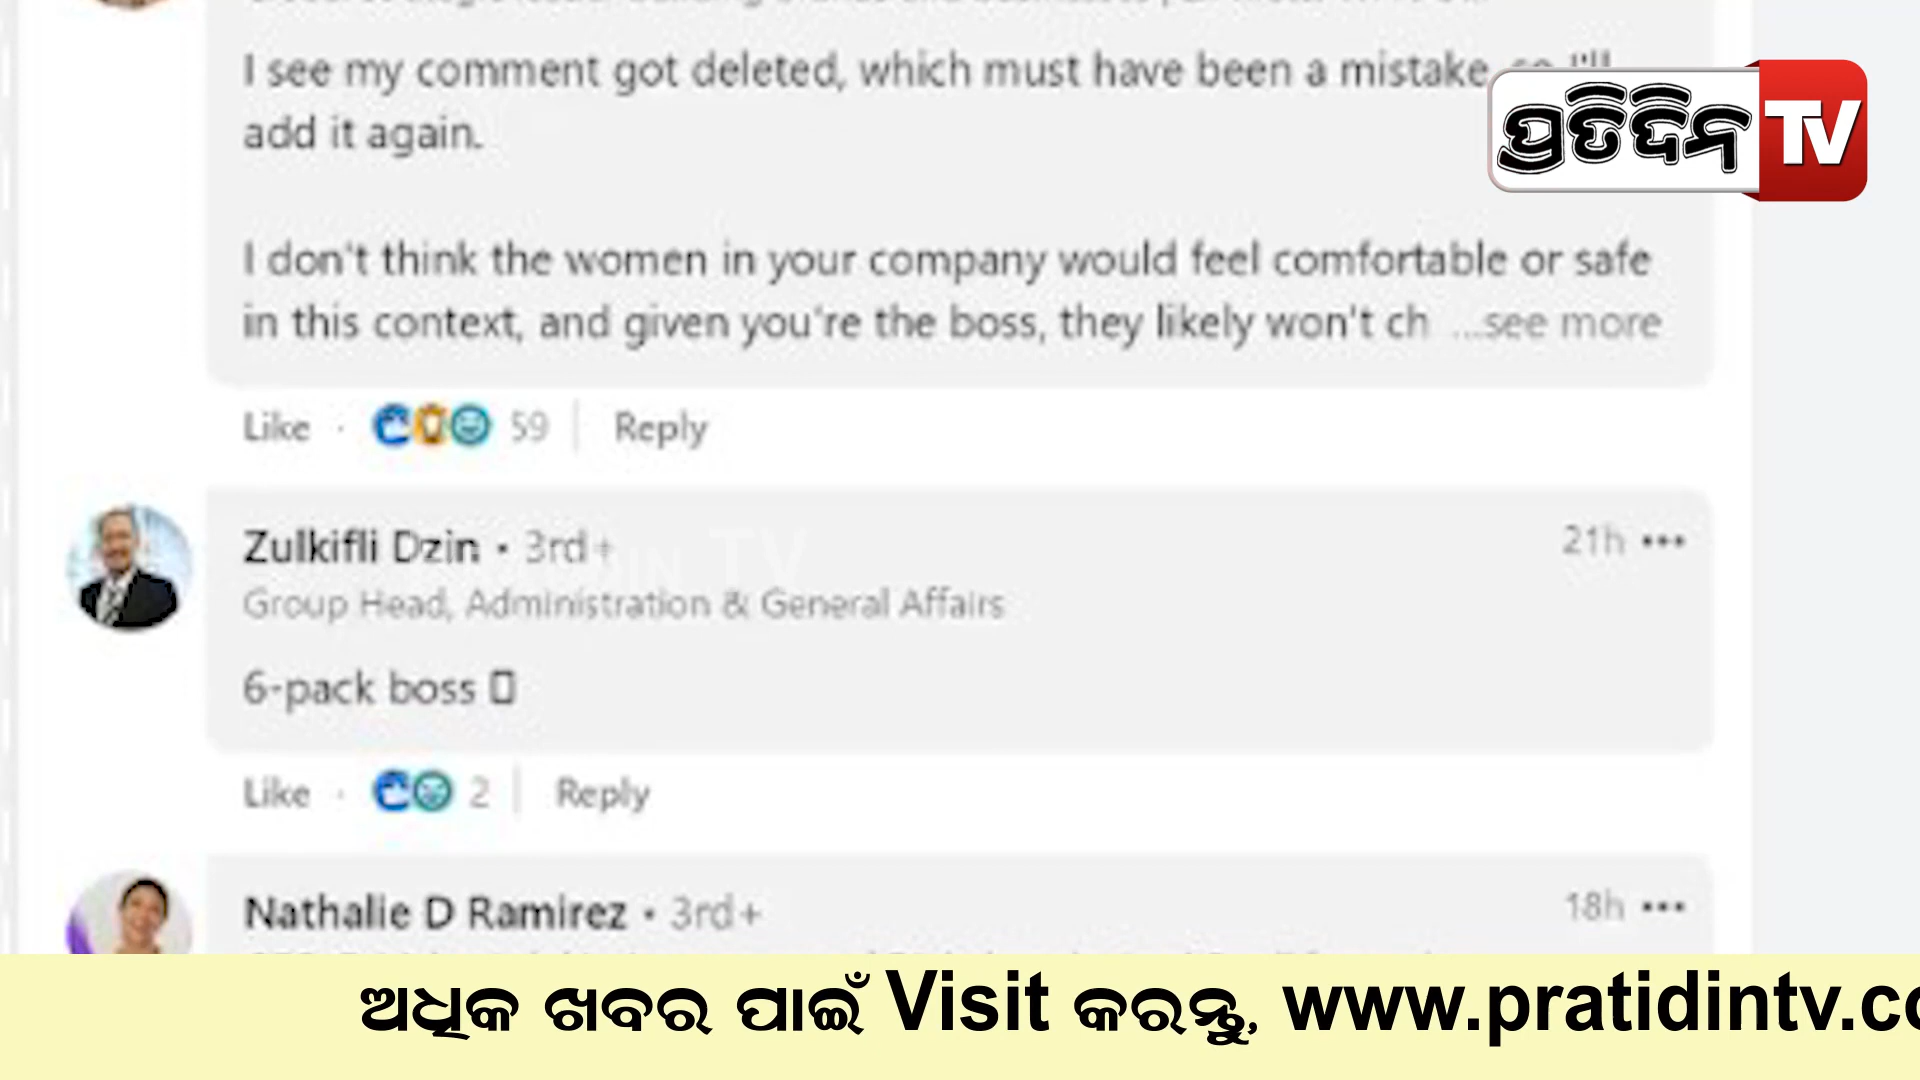 I see my comment got deleted, which must have been a mistake, so I'll
add it again.
I don't think the women in your company would feel comfortable or safe
in this context, and given you're the boss, they likely won't ch ...see more
Like · 59 Reply
Zulkifli Dzin • 3rd+
21h •••
Group Head, Administration & General Affairs
6-pack boss
Like · 2 Reply
Nathalie D Ramirez • 3rd+
18h •••
ପ୍ରତିଦିନ TV
ଅଧିକ ଖବର ପାଇଁ Visit କରନ୍ତୁ, www.pratidintv.co